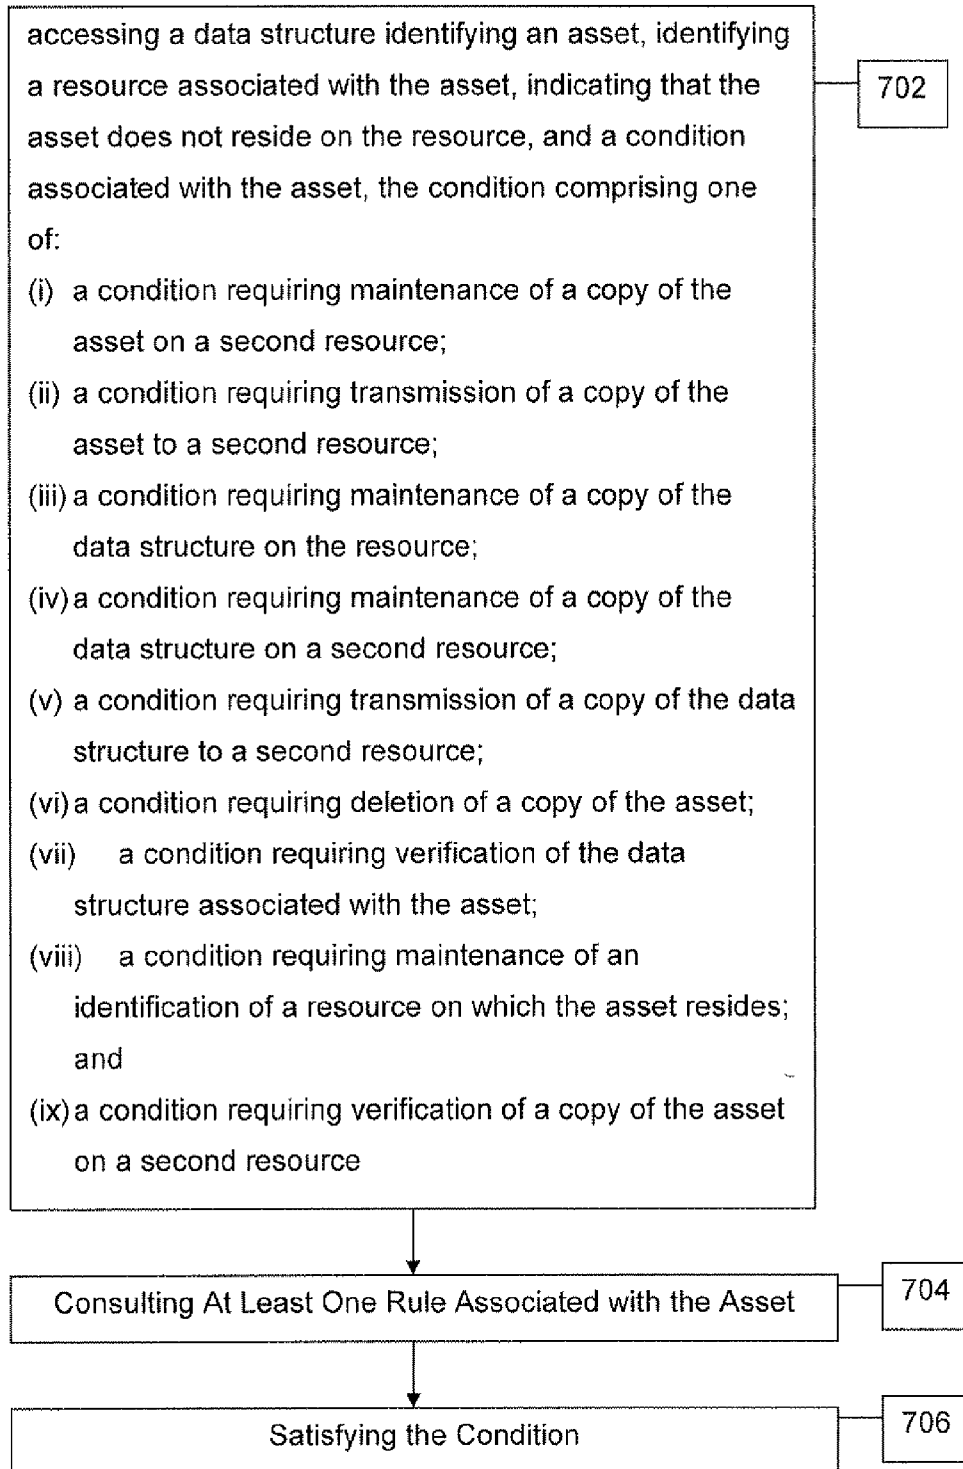 accessing a data structure identifying an asset, identifying
a resource associated with the asset, indicating that the
asset does not reside on the resource, and a condition
associated with the asset, the condition comprising one
of:
702
(i) a condition requiring maintenance of a copy of the
asset on a second resource;
(ii) a condition requiring transmission of a copy of the
asset to a second resource;
(iii) a condition requiring maintenance of a copy of the
data structure on the resource;
(iv) a condition requiring maintenance of a copy of the
data structure on a second resource;
(v) a condition requiring transmission of a copy of the data
structure to a second resource;
(vi) a condition requiring deletion of a copy of the asset;
(vii) a condition requiring verification of the data
structure associated with the asset;
(viii) a condition requiring maintenance of an
identification of a resource on which the asset resides;
and
(ix) a condition requiring verification of a copy of the asset
on a second resource
Consulting At Least One Rule Associated with the Asset
704
Satisfying the Condition
706